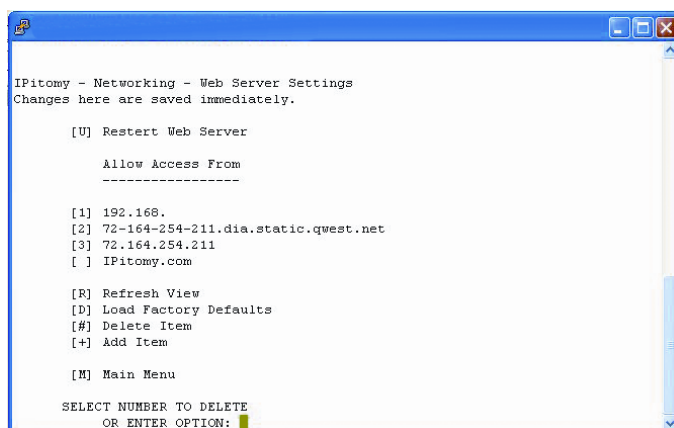 IPitomy - Networking - Web Server Settings
Changes here are saved immediately.
[U] Restert Web Server
Allow Access From
-----------------
[1] 192.168.
[2] 72-164-254-211.dia.static.qwest.net
[3] 72.164.254.211
[ ] IPitomy.com
[R] Refresh View
[D] Load Factory Defaults
[#] Delete Item
[+] Add Item
[M] Main Menu
SELECT NUMBER TO DELETE
OR ENTER OPTION: